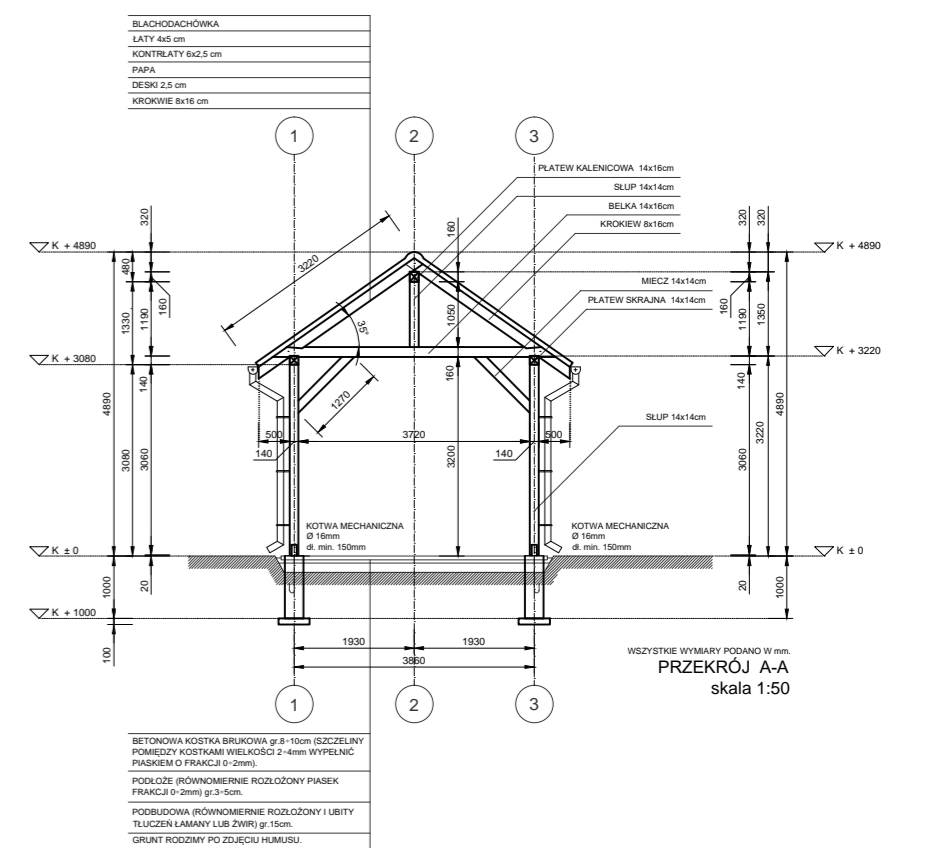 BLACHODACHÓWKA
ŁATY 4x5 cm
KONTRŁATY 6x2,5 cm
PAPA
DESKI 2,5 cm
KROKWIE 8x16 cm
1
2
3
PŁATEW KALENICOWA 14x16cm
SŁUP 14x14cm
BELKA 14x16cm
KROKIEW 8x16cm
MIECZ 14x14cm
PŁATEW SKRAJNA 14x14cm
SŁUP 14x14cm
K + 4890
K + 4890
K + 3080
K + 3220
K ± 0
K ± 0
K + 1000
320
480
160
1330
1190
140
4890
3080
3060
1000
20
100
3220
35°
1270
160
1050
160
3200
500
3720
500
140
140
320
320
160
1190
1350
140
4890
3220
3060
20
1000
KOTWA MECHANICZNA
Ø 16mm
dł. min. 150mm
KOTWA MECHANICZNA
Ø 16mm
dł. min. 150mm
1930
1930
3860
1
2
3
WSZYSTKIE WYMIARY PODANO W mm.
PRZEKRÓJ A-A
skala 1:50
BETONOWA KOSTKA BRUKOWA gr.8÷10cm (SZCZELINY
POMIĘDZY KOSTKAMI WIELKOŚCI 2÷4mm WYPEŁNIĆ
PIASKIEM O FRAKCJI 0÷2mm).
PODŁOŻE (RÓWNOMIERNIE ROZŁOŻONY PIASEK
FRAKCJI 0÷2mm) gr.3÷5cm.
PODBUDOWA (RÓWNOMIERNIE ROZŁOŻONY I UBITY
TŁUCZEŃ ŁAMANY LUB ŻWIR) gr.15cm.
GRUNT RODZIMY PO ZDJĘCIU HUMUSU.